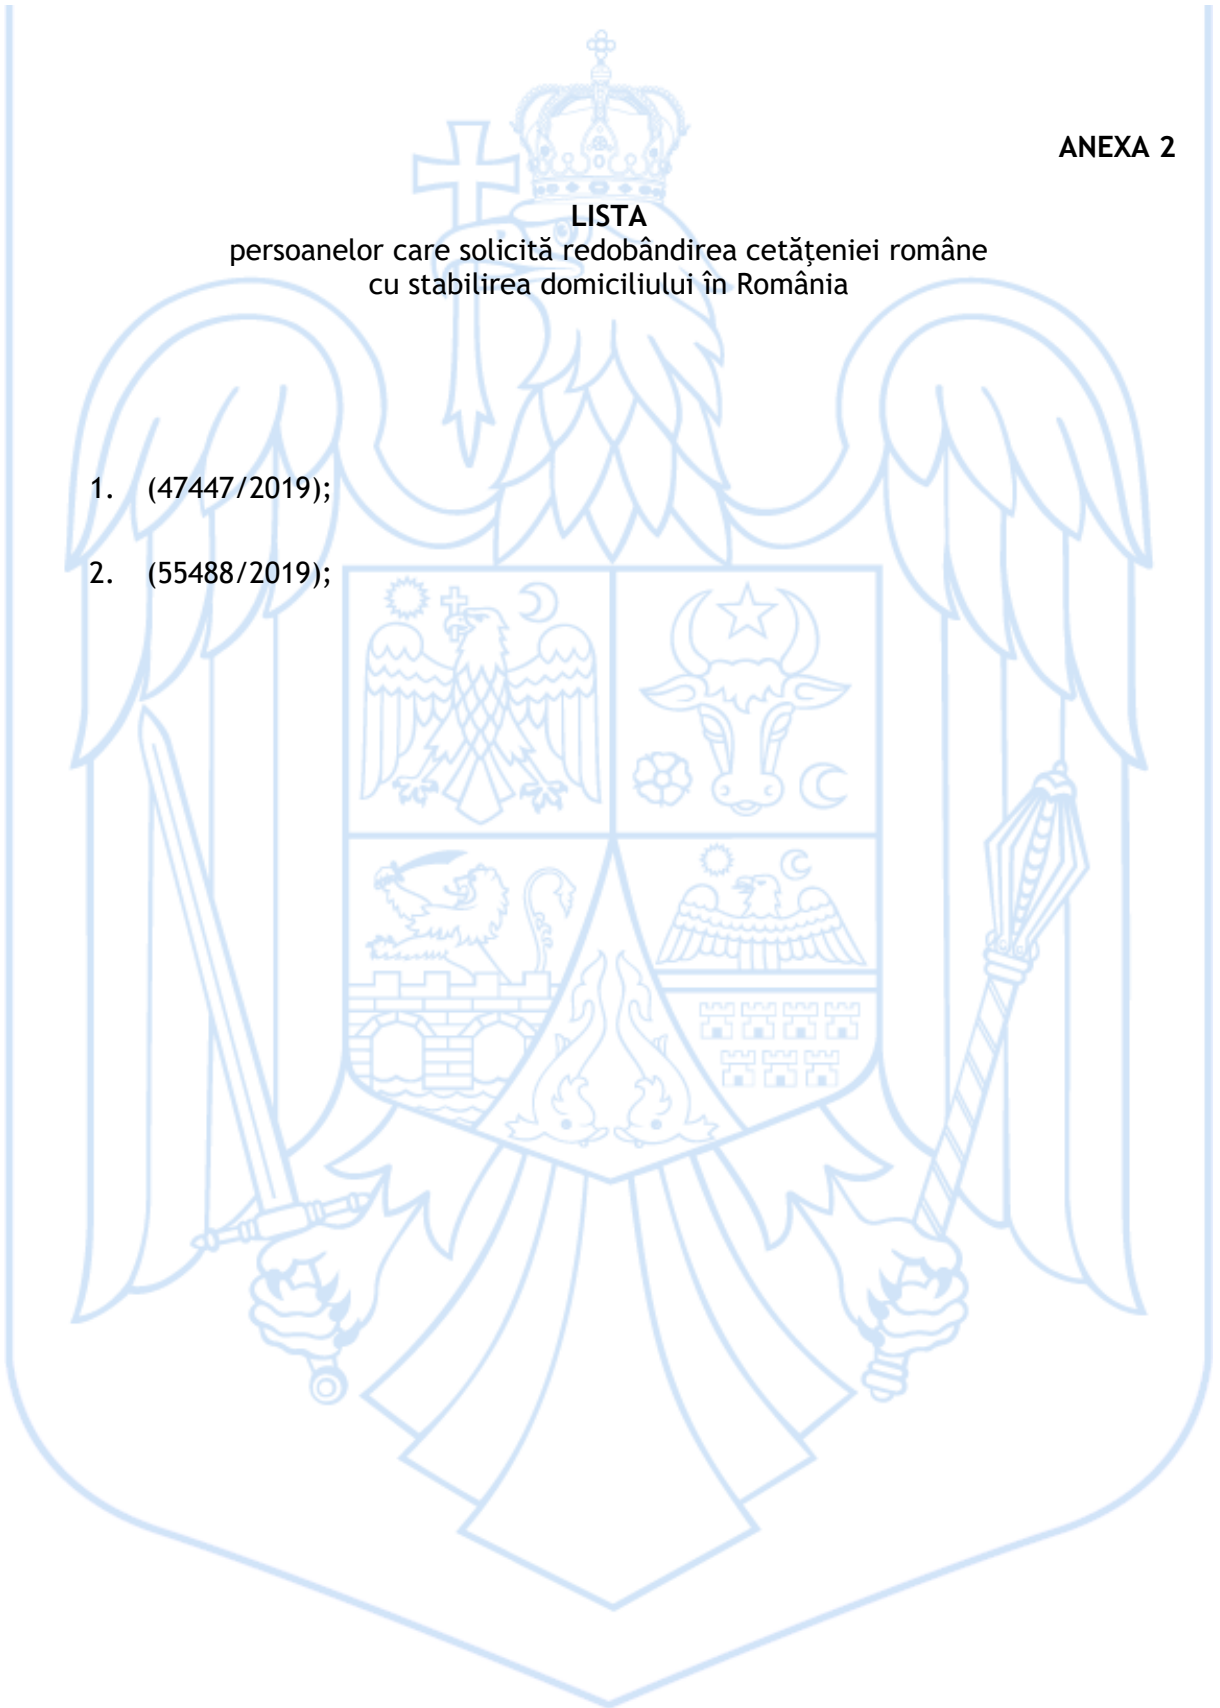 ANEXA 2
LISTA
persoanelor care solicită redobândirea cetăţeniei române
cu stabilirea domiciliului în România
1. (47447/2019);
2. (55488/2019);